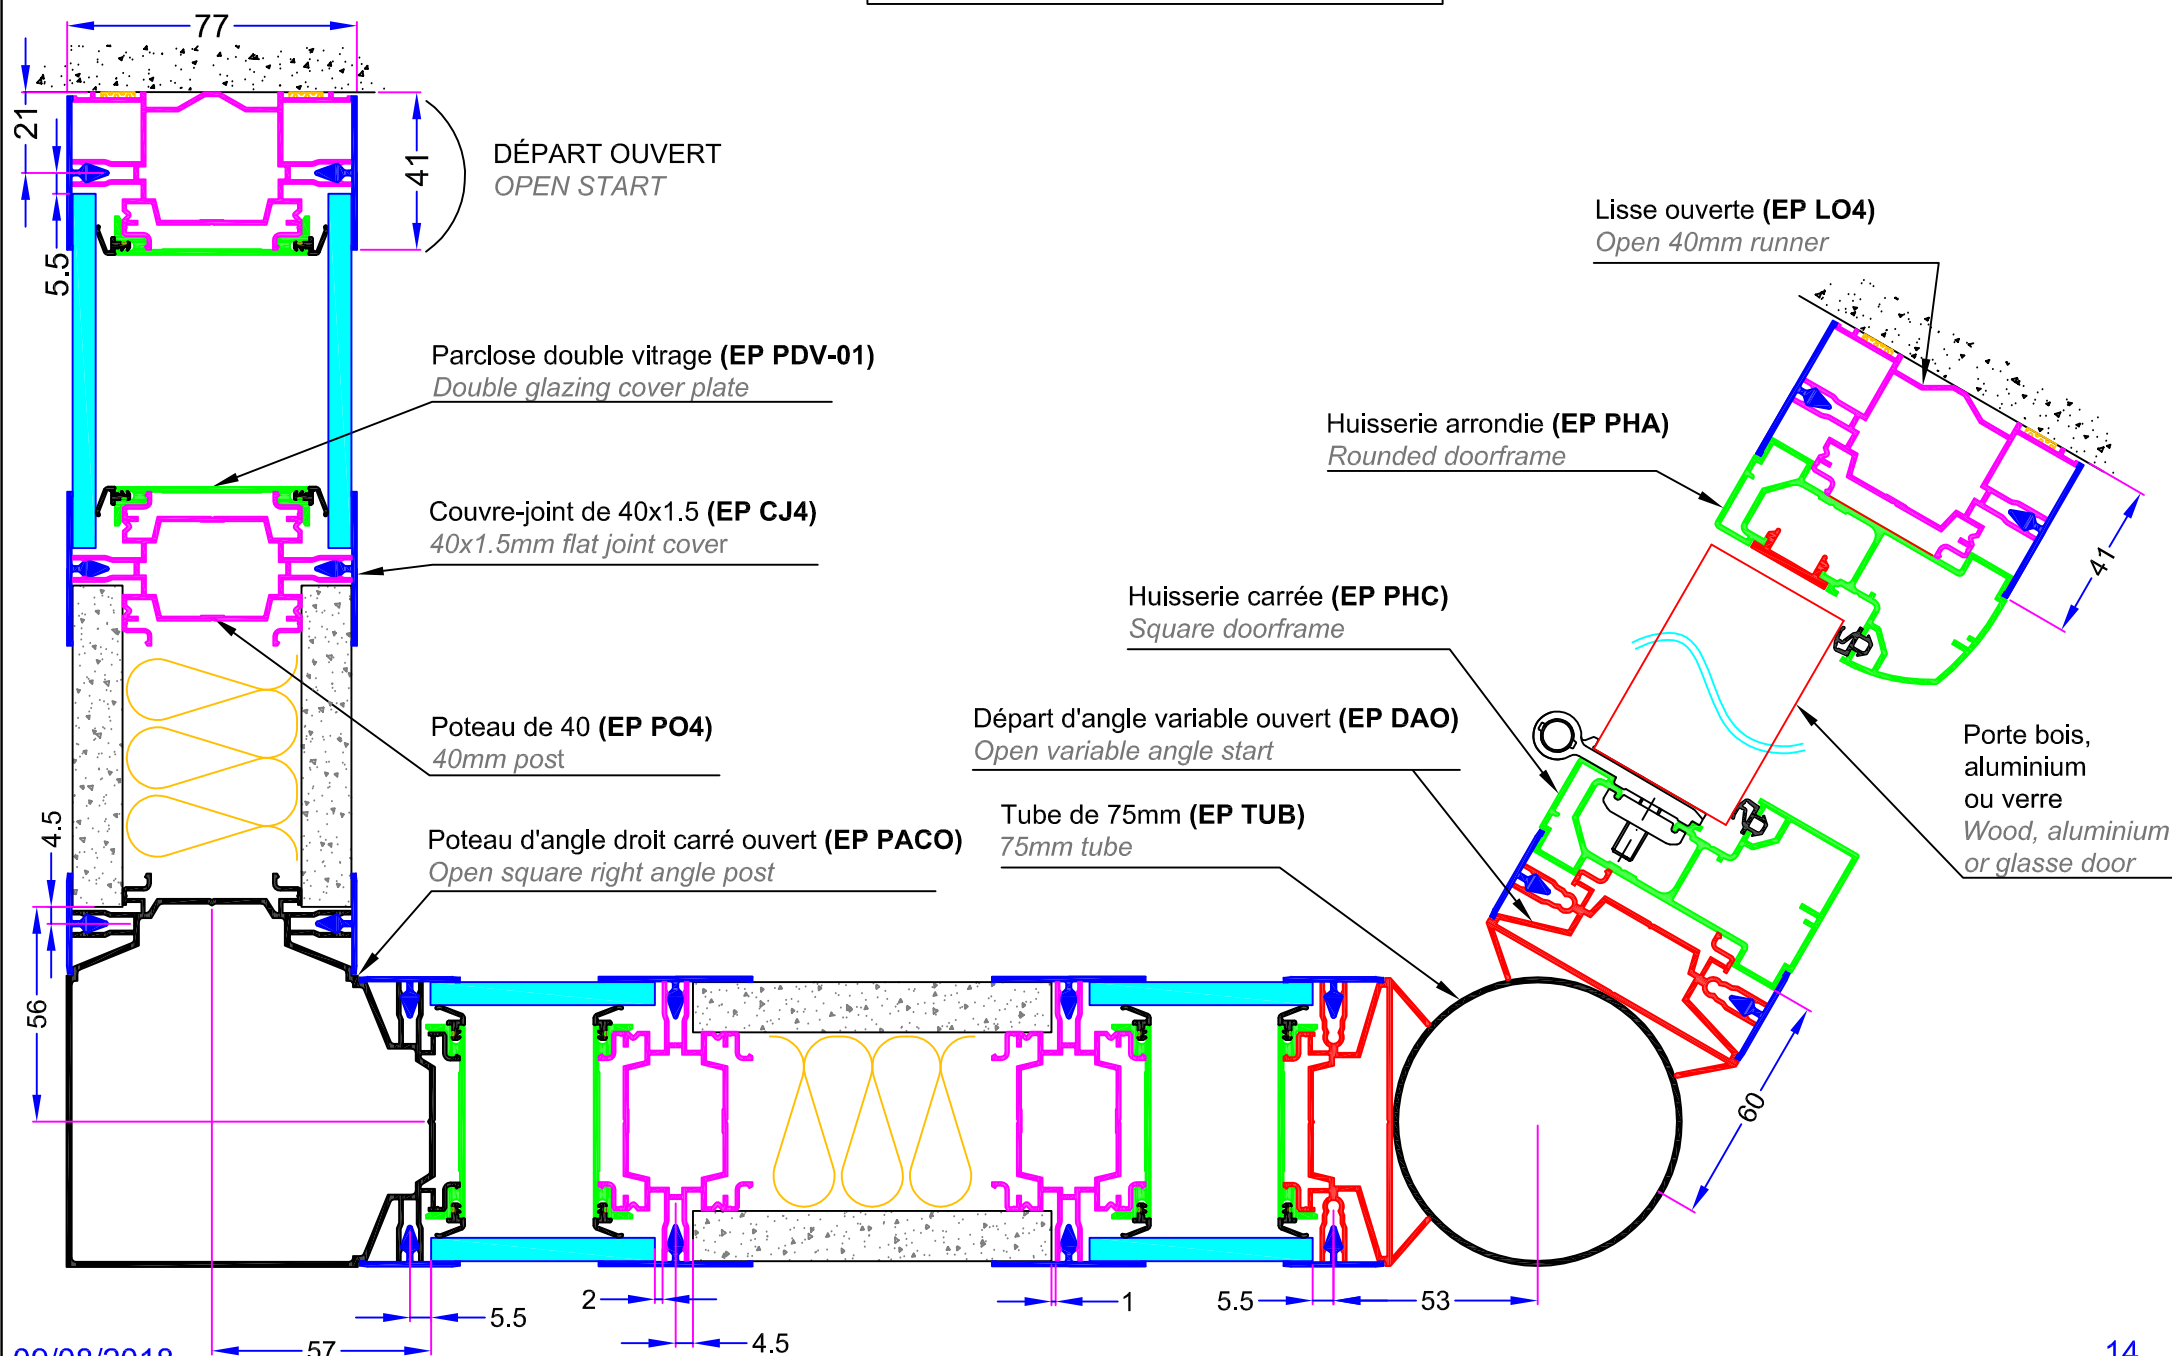 77
21
5.5
41
DÉPART OUVERT
OPEN START
Lisse ouverte (EP LO4)
Open 40mm runner
Parclose double vitrage (EP PDV-01)
Double glazing cover plate
Huisserie arrondie (EP PHA)
Rounded doorframe
41
Couvre-joint de 40x1.5 (EP CJ4)
40x1.5mm flat joint cover
Huisserie carrée (EP PHC)
Square doorframe
Poteau de 40 (EP PO4)
40mm post
Départ d'angle variable ouvert (EP DAO)
Open variable angle start
Porte bois,
aluminium
ou verre
Wood, aluminium
or glasse door
Tube de 75mm (EP TUB)
75mm tube
4.5
Poteau d'angle droit carré ouvert (EP PACO)
Open square right angle post
56
60
5.5
2
1
5.5
53
57
4.5
09/08/2018
14